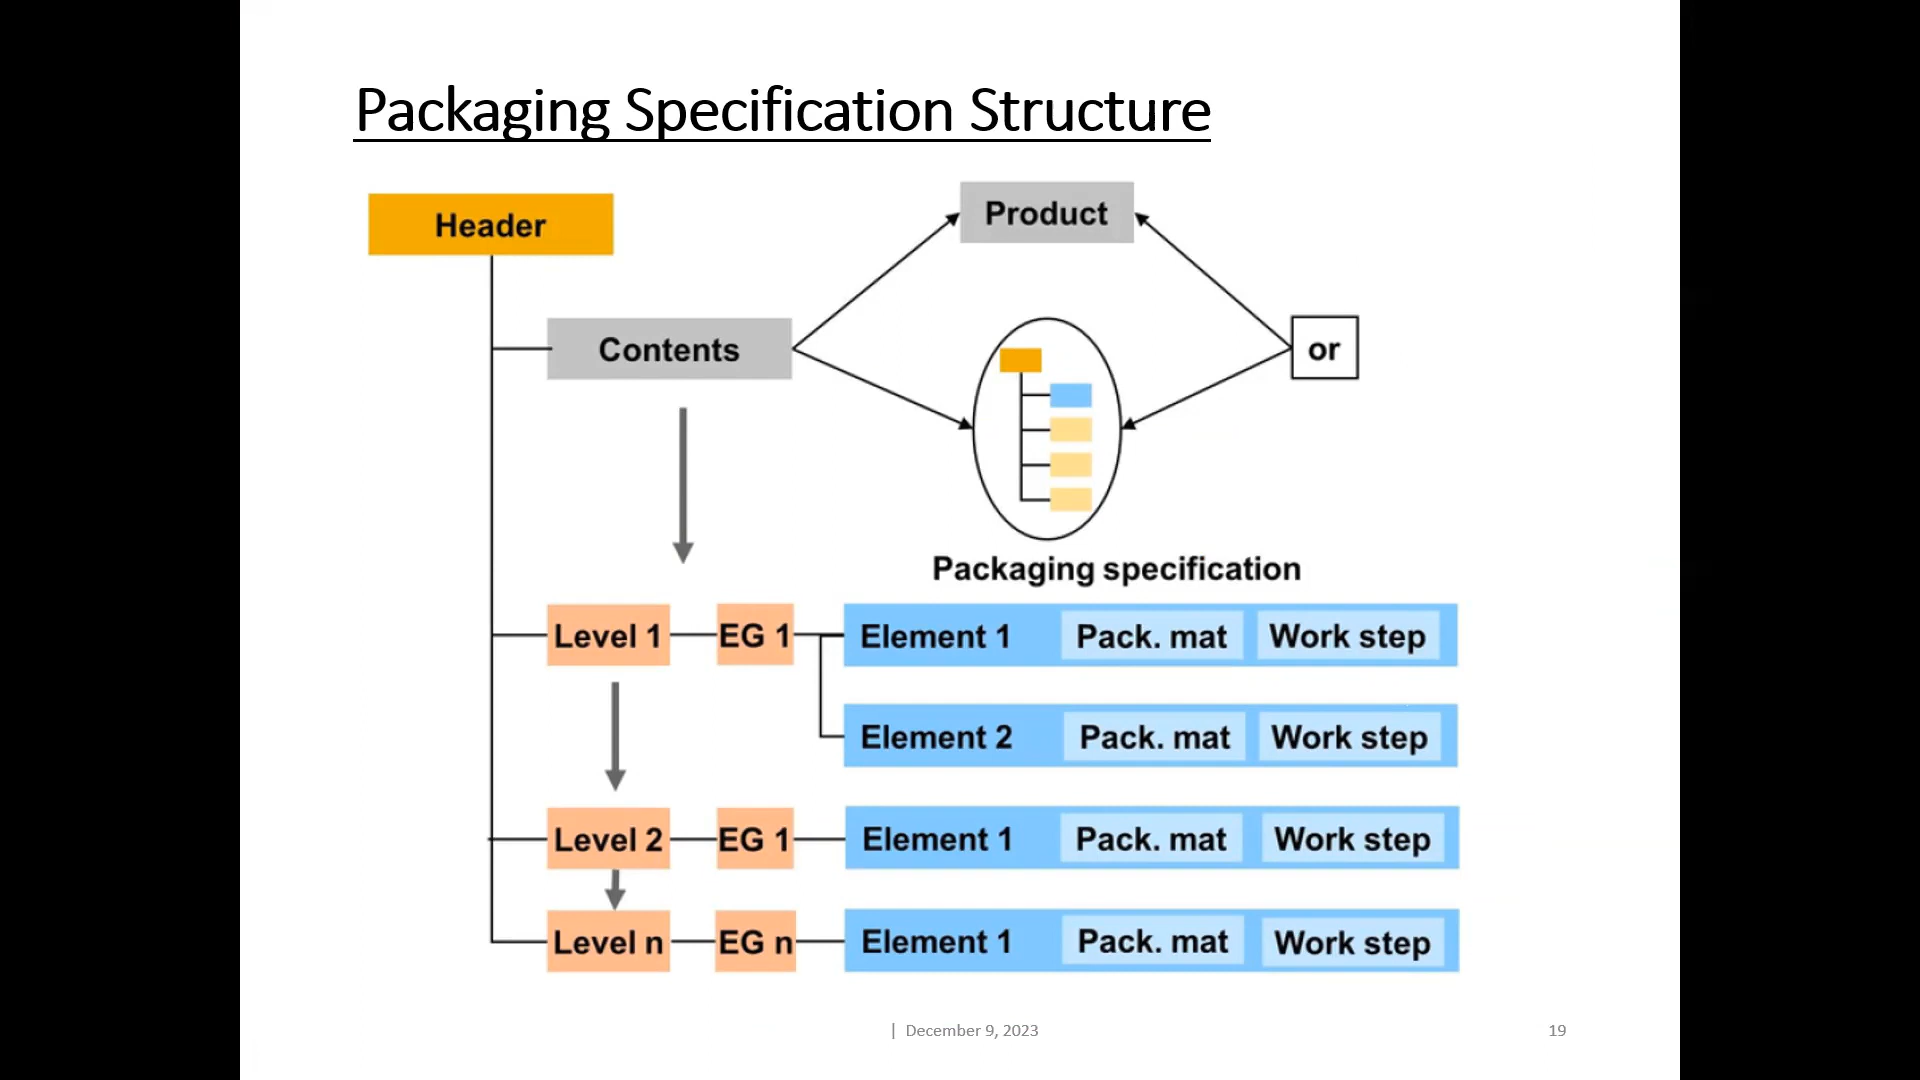 Packaging Specification Structure
Header
Product
Contents
or
Packaging specification
Level 1 EG 1 Element 1 Pack. mat Work step
Element 2 Pack. mat Work step
Level 2 EG 1 Element 1 Pack. mat Work step
Level n EG n Element 1 Pack. mat Work step
| December 9, 2023 19